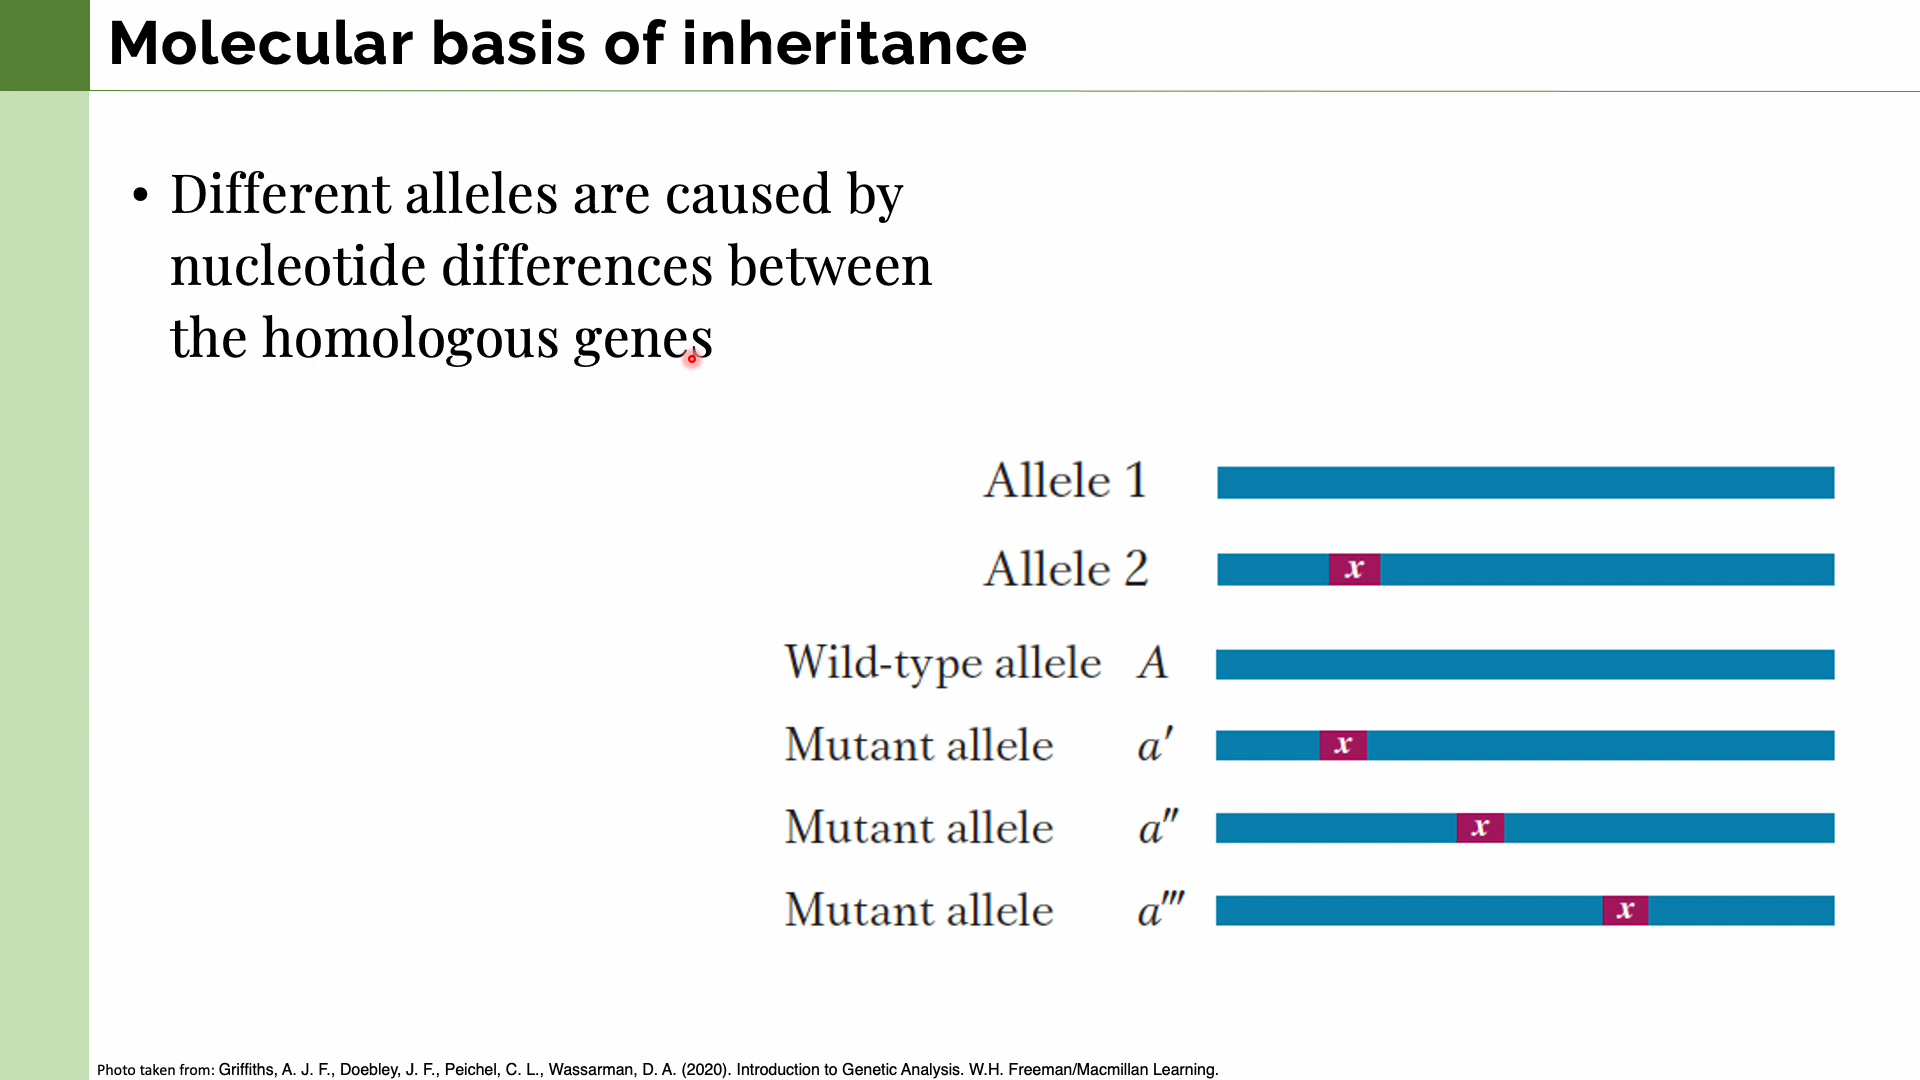 Molecular basis of inheritance
• Different alleles are caused by
nucleotide differences between
the homologous genes
Allele 1
Allele 2
x
Wild-type allele A
Mutant allele a′
x
Mutant allele a″
x
Mutant allele a‴
x
Photo taken from: Griffiths, A. J. F., Doebley, J. F., Peichel, C. L., Wassarman, D. A. (2020). Introduction to Genetic Analysis. W.H. Freeman/Macmillan Learning.